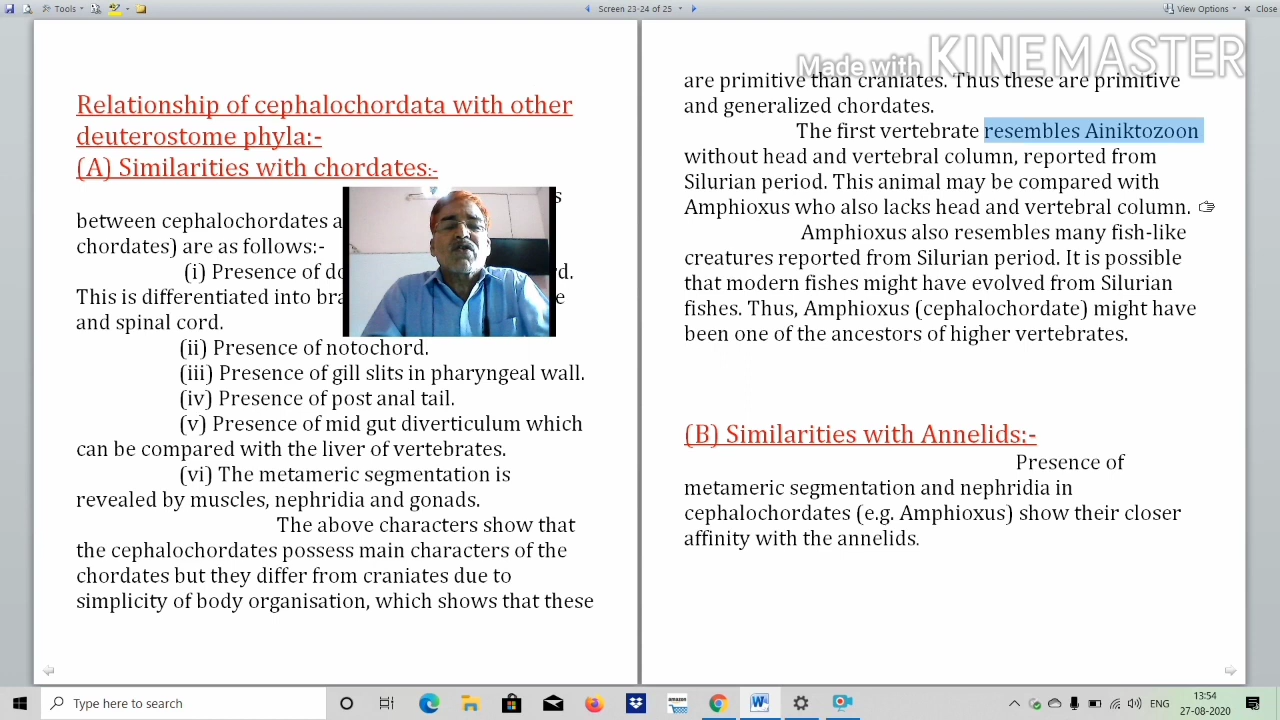 Tools
Screen 23-24 of 25
View Options
Close
Made with KINEMASTER
Relationship of cephalochordata with other
deuterostome phyla:-
(A) Similarities with chordates:-
between cephalochordates a
chordates) are as follows:-
(i) Presence of do
This is differentiated into bra
and spinal cord.
(ii) Presence of notochord.
(iii) Presence of gill slits in pharyngeal wall.
(iv) Presence of post anal tail.
(v) Presence of mid gut diverticulum which
can be compared with the liver of vertebrates.
(vi) The metameric segmentation is
revealed by muscles, nephridia and gonads.
The above characters show that
the cephalochordates possess main characters of the
chordates but they differ from craniates due to
simplicity of body organisation, which shows that these
are primitive than craniates. Thus these are primitive
and generalized chordates.
The first vertebrate resembles Ainiktozoon
without head and vertebral column, reported from
Silurian period. This animal may be compared with
Amphioxus who also lacks head and vertebral column.
Amphioxus also resembles many fish-like
creatures reported from Silurian period. It is possible
that modern fishes might have evolved from Silurian
fishes. Thus, Amphioxus (cephalochordate) might have
been one of the ancestors of higher vertebrates.
(B) Similarities with Annelids:-
Presence of
metameric segmentation and nephridia in
cephalochordates (e.g. Amphioxus) show their closer
affinity with the annelids.
Type here to search
amazon
ENG
13:54
27-08-2020